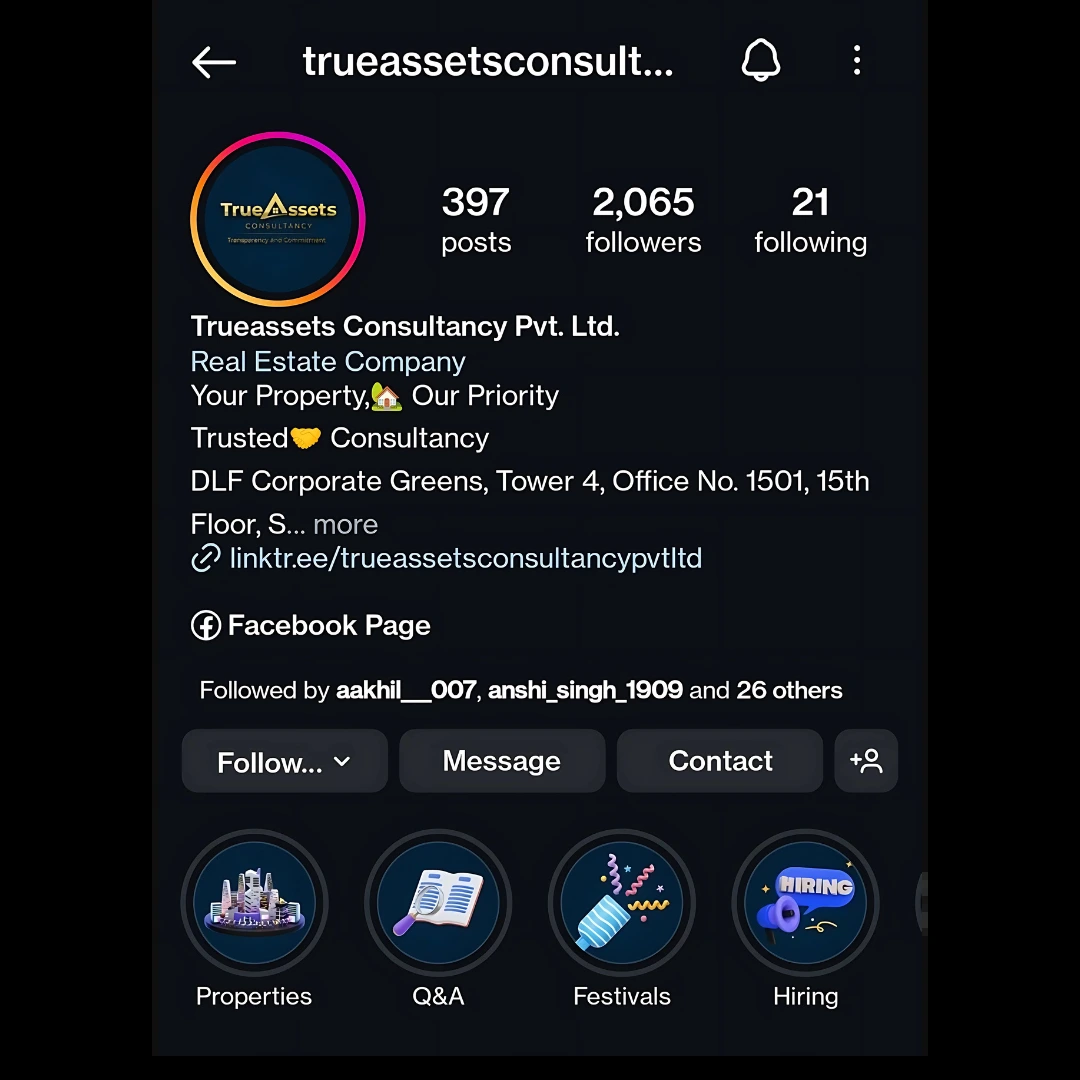 trueassetsconsult...
TrueAssets
CONSULTANCY
Transparency and Commitment
397 posts
2,065 followers
21 following
Trueassets Consultancy Pvt. Ltd.
Real Estate Company
Your Property,🏡 Our Priority
Trusted🤝 Consultancy
DLF Corporate Greens, Tower 4, Office No. 1501, 15th
Floor, S... more
linktr.ee/trueassetsconsultancypvtltd
Facebook Page
Followed by aakhil__007, anshi_singh_1909 and 26 others
Follow...
Message
Contact
HIRING
Properties
Q&A
Festivals
Hiring